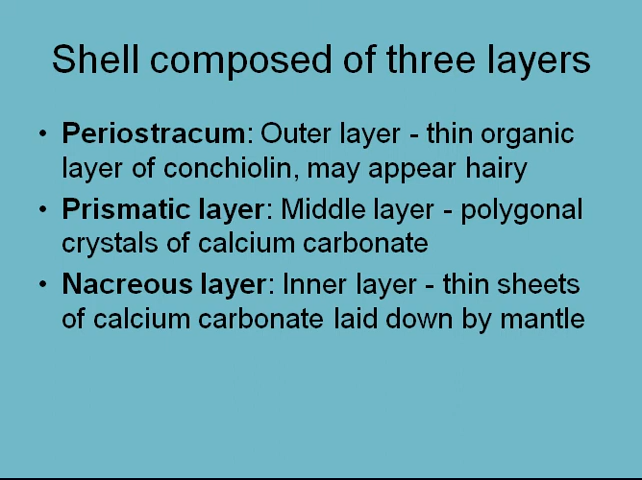 Shell composed of three layers
• Periostracum: Outer layer - thin organic
layer of conchiolin, may appear hairy
• Prismatic layer: Middle layer - polygonal
crystals of calcium carbonate
• Nacreous layer: Inner layer - thin sheets
of calcium carbonate laid down by mantle